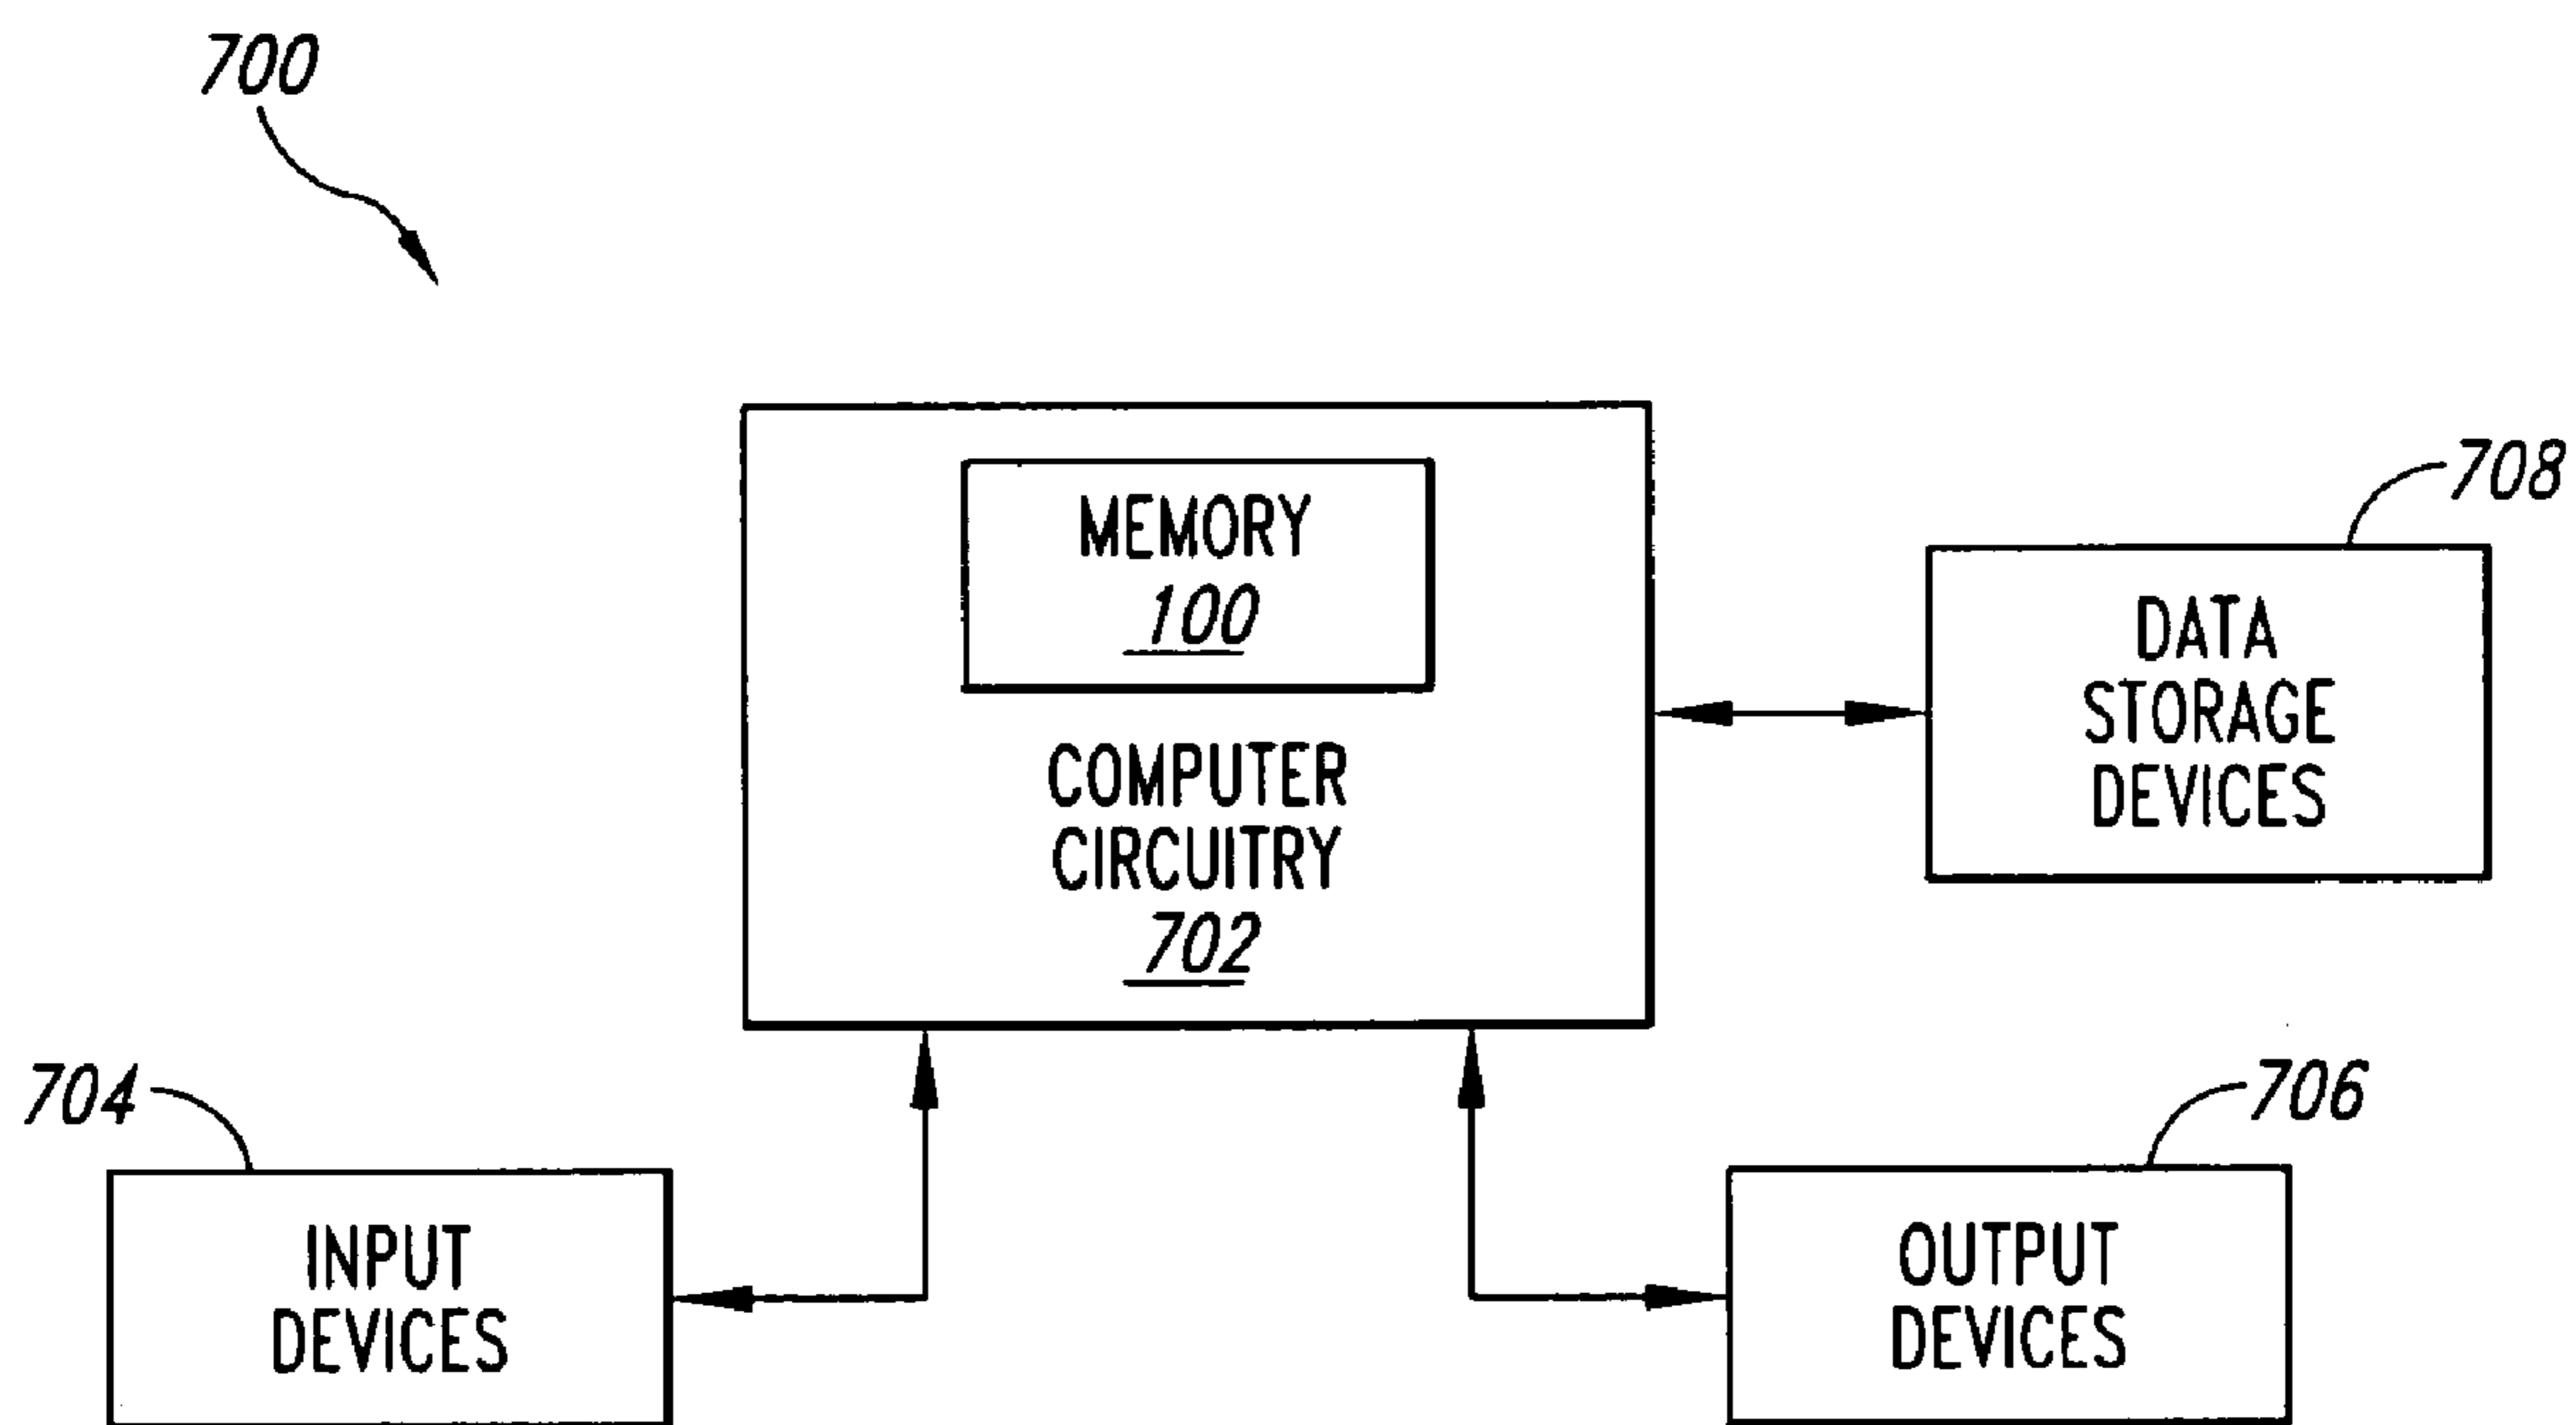 700
MEMORY
100
COMPUTER
CIRCUITRY
702
708
DATA
STORAGE
DEVICES
704
INPUT
DEVICES
706
OUTPUT
DEVICES